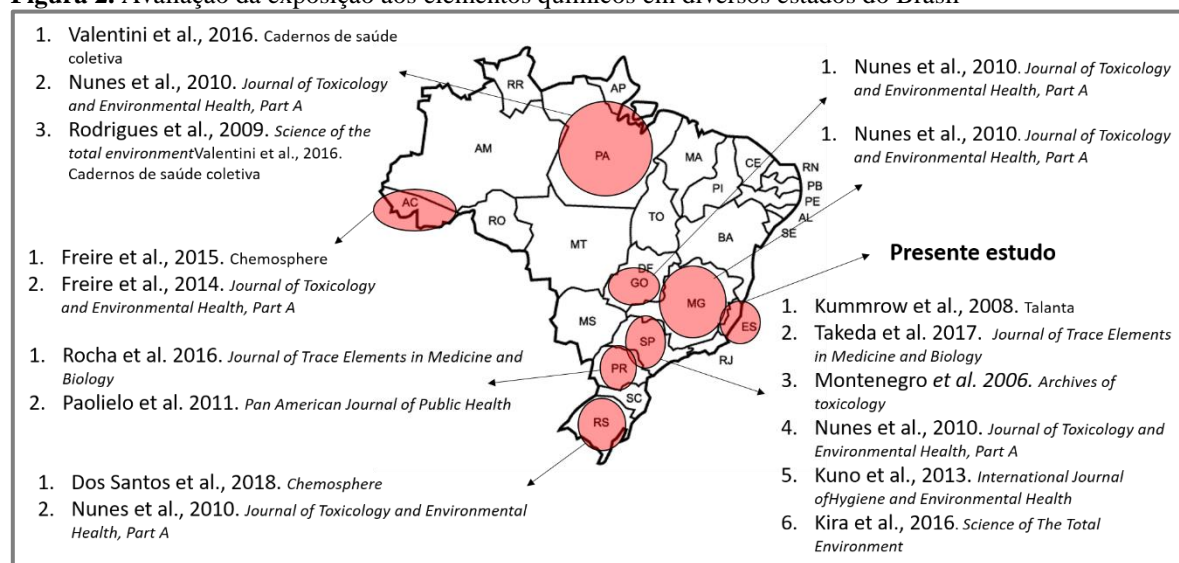 Figura 2. Avaliação da exposição aos elementos químicos em diversos estados do Brasil
1. Valentini et al., 2016. Cadernos de saúde
coletiva
2. Nunes et al., 2010. Journal of Toxicology
and Environmental Health, Part A
3. Rodrigues et al., 2009. Science of the
total environmentValentini et al., 2016.
Cadernos de saúde coletiva
1. Nunes et al., 2010. Journal of Toxicology
and Environmental Health, Part A
1. Nunes et al., 2010. Journal of Toxicology
and Environmental Health, Part A
RR
AP
AM
PA
MA
CE
RN
PB
PE
AL
SE
PI
AC
RO
TO
BA
MT
DF
GO
MG
ES
MS
SP
RJ
PR
SC
RS
1. Freire et al., 2015. Chemosphere
2. Freire et al., 2014. Journal of Toxicology
and Environmental Health, Part A
Presente estudo
1. Rocha et al. 2016. Journal of Trace Elements in Medicine and
Biology
2. Paolielo et al. 2011. Pan American Journal of Public Health
1. Kummrow et al., 2008. Talanta
2. Takeda et al. 2017. Journal of Trace Elements
in Medicine and Biology
3. Montenegro et al. 2006. Archives of
toxicology
4. Nunes et al., 2010. Journal of Toxicology and
Environmental Health, Part A
5. Kuno et al., 2013. International Journal
ofHygiene and Environmental Health
6. Kira et al., 2016. Science of The Total
Environment
1. Dos Santos et al., 2018. Chemosphere
2. Nunes et al., 2010. Journal of Toxicology and Environmental
Health, Part A